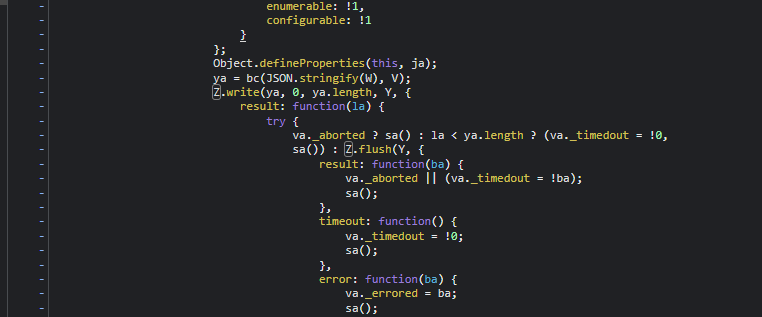 - enumerable: !1,
- configurable: !1
- }
- };
- Object.defineProperties(this, ja);
- ya = bc(JSON.stringify(W), V);
- Z.write(ya, 0, ya.length, Y, {
- result: function(la) {
- try {
- va._aborted ? sa() : la < ya.length ? (va._timedout = !0,
- sa()) : Z.flush(Y, {
- result: function(ba) {
- va._aborted || (va._timedout = !ba);
- sa();
- },
- timeout: function() {
- va._timedout = !0;
- sa();
- },
- error: function(ba) {
- va._errored = ba;
- sa();